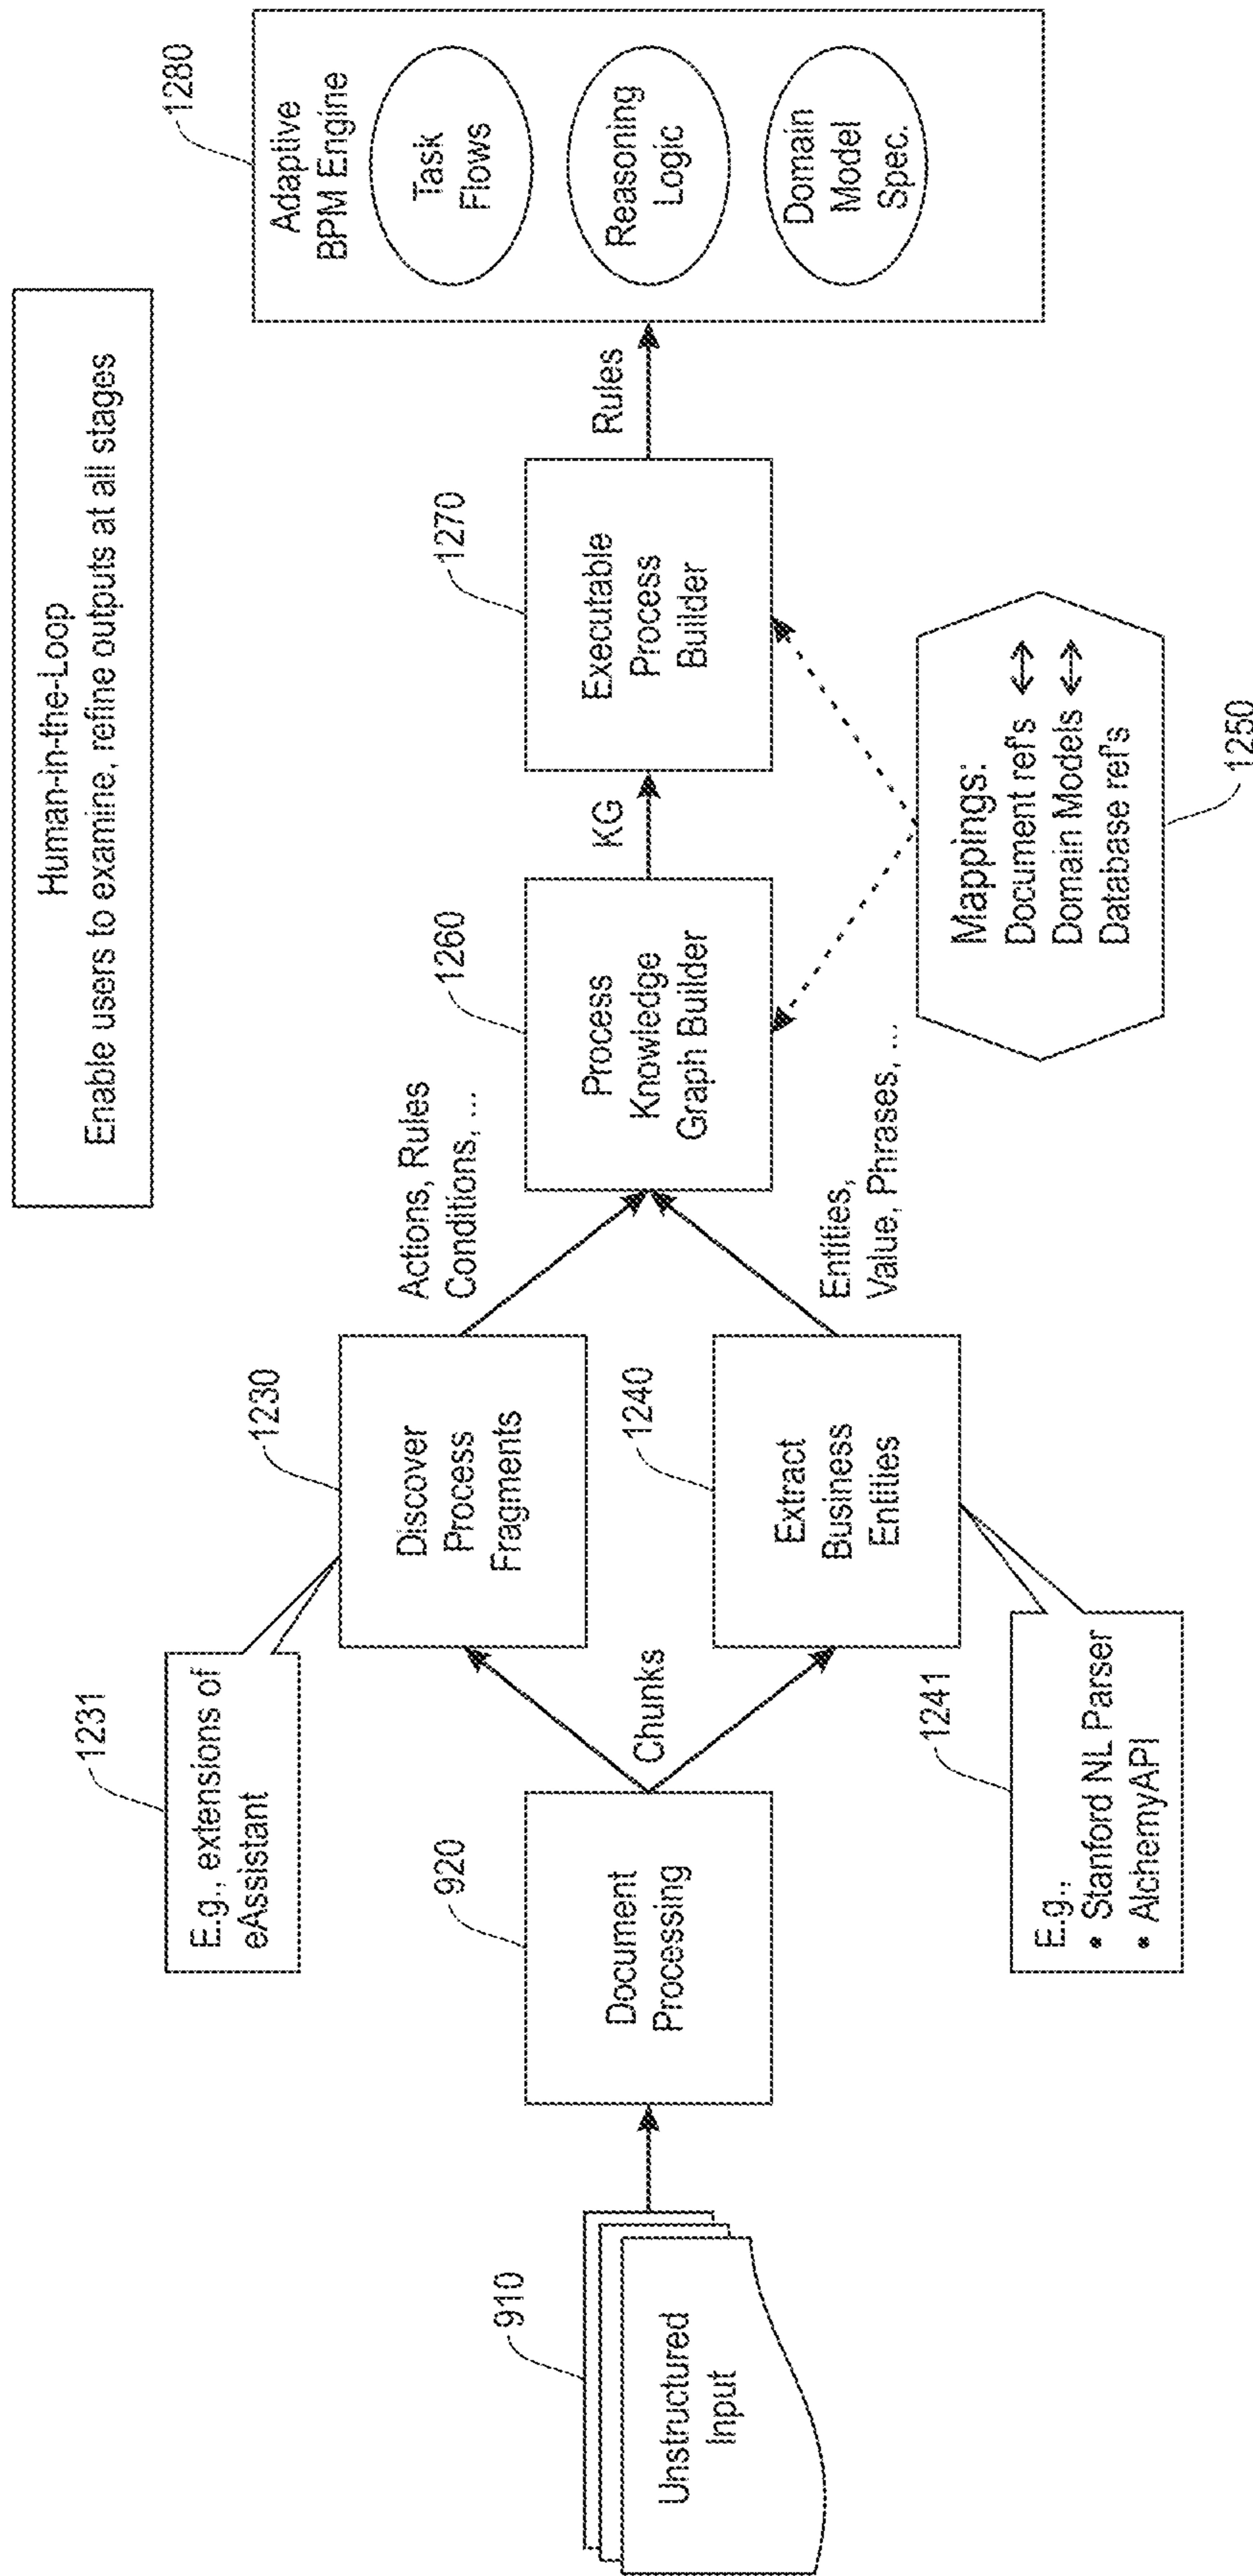 Human-in-the-Loop
Enable users to examine, refine outputs at all stages
910
Unstructured
Input
920
Document
Processing
Chunks
1231
E.g., extensions of
eAssistant
1230
Discover
Process
Fragments
1240
Extract
Business
Entities
1241
E.g.,
• Stanford NL Parser
• AlchemyAPI
Actions, Rules
Conditions, ...
Entities,
Value, Phrases, ...
1260
Process
Knowledge
Graph Builder
KG
1270
Executable
Process
Builder
Mappings:
Document ref's ↔
Domain Models ↔
Database ref's
1250
Rules
1280
Adaptive
BPM Engine
Task
Flows
Reasoning
Logic
Domain
Model
Spec.